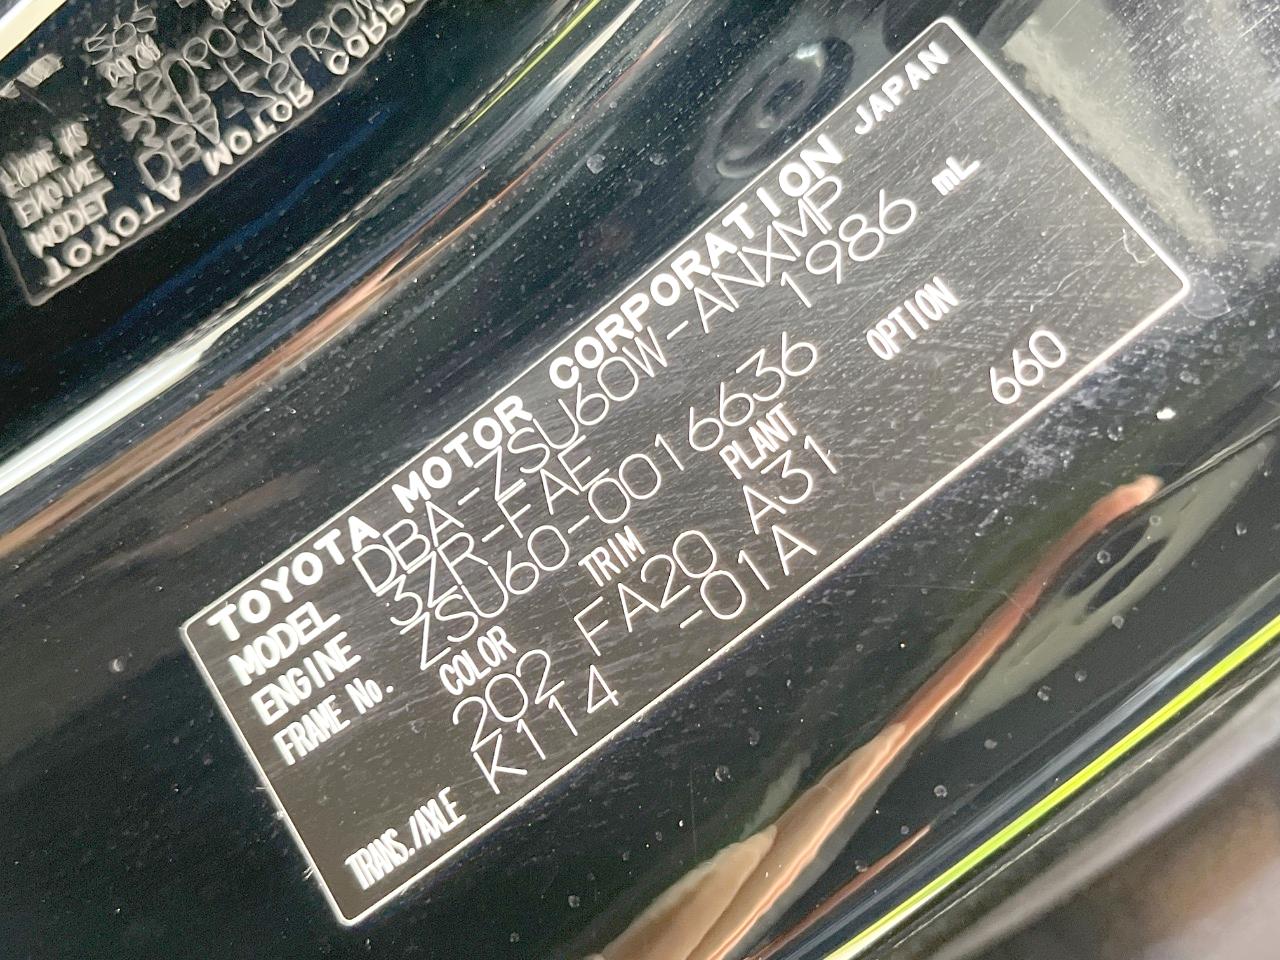 TOYOTA MOTOR CORPORATION JAPAN
MODEL DBA-ZSU60W-ANXMP
ENGINE 3ZR-FAE 1986 mL
FRAME No. ZSU60-0016636
COLOR TRIM PLANT OPTION
202 FA20 A31 660
TRANS./AXLE K114 -01A